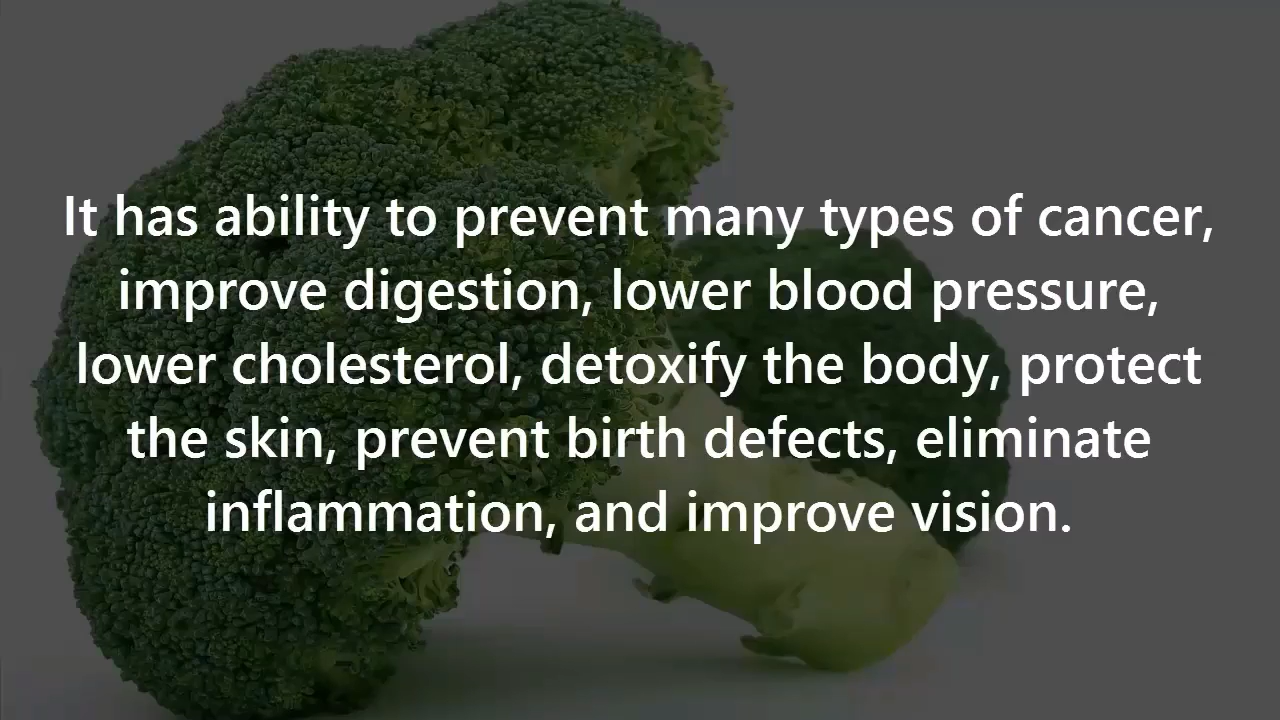 It has ability to prevent many types of cancer,
improve digestion, lower blood pressure,
lower cholesterol, detoxify the body, protect
the skin, prevent birth defects, eliminate
inflammation, and improve vision.